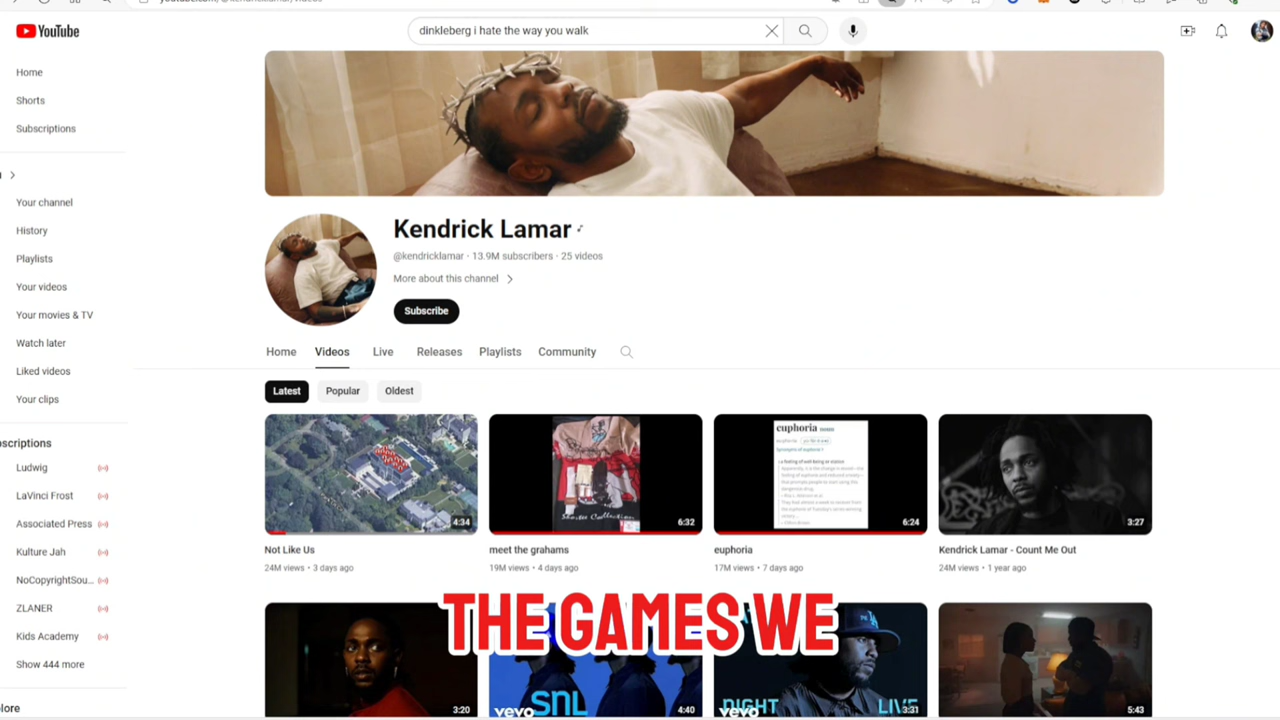 YouTube
dinkleberg i hate the way you walk
Home
Shorts
Subscriptions
Your channel
History
Playlists
Your videos
Your movies & TV
Watch later
Liked videos
Your clips
scriptions
Ludwig
LaVinci Frost
Associated Press
Kulture Jah
NoCopyrightSou...
ZLANER
Kids Academy
Show 444 more
lore
Kendrick Lamar
@kendricklamar · 13.9M subscribers · 25 videos
More about this channel
Subscribe
Home Videos Live Releases Playlists Community
Latest Popular Oldest
4:34
Not Like Us
24M views • 3 days ago
6:32
meet the grahams
19M views • 4 days ago
euphoria noun
6:24
euphoria
17M views • 7 days ago
3:27
Kendrick Lamar - Count Me Out
24M views • 1 year ago
THE GAMES WE
3:20
vevo SNL
4:40
vevo NIGHT LIVE
3:31
5:43